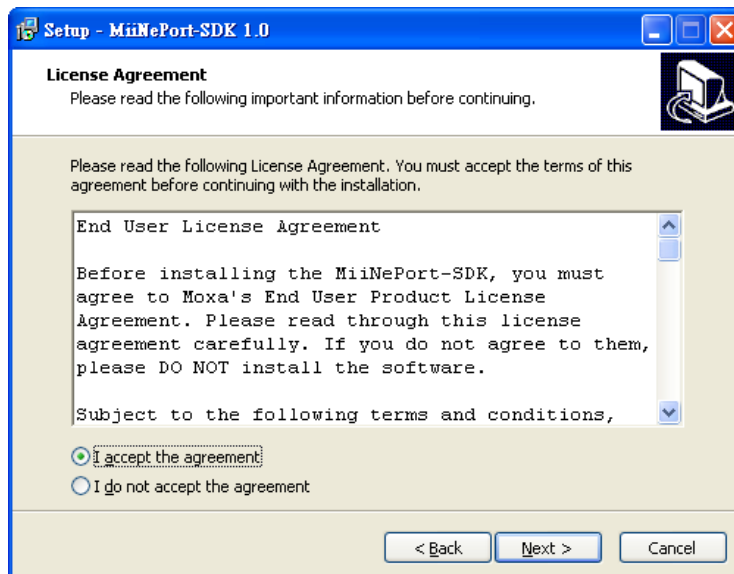 Setup - MiiNePort-SDK 1.0
License Agreement
Please read the following important information before continuing.
Please read the following License Agreement. You must accept the terms of this
agreement before continuing with the installation.
End User License Agreement
Before installing the MiiNePort-SDK, you must
agree to Moxa's End User Product License
Agreement. Please read through this license
agreement carefully. If you do not agree to them,
please DO NOT install the software.
Subject to the following terms and conditions,
I accept the agreement
I do not accept the agreement
< Back Next > Cancel